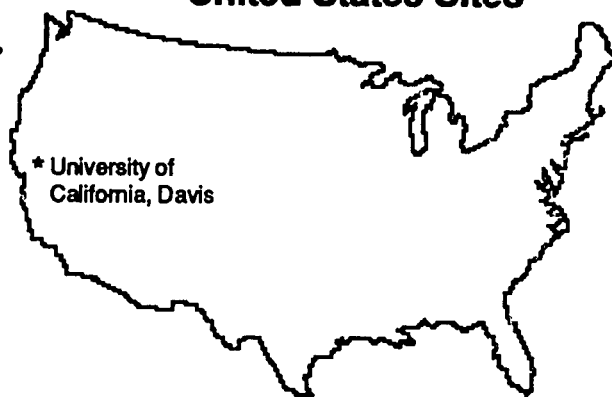 United States Sites
* University of
California, Davis